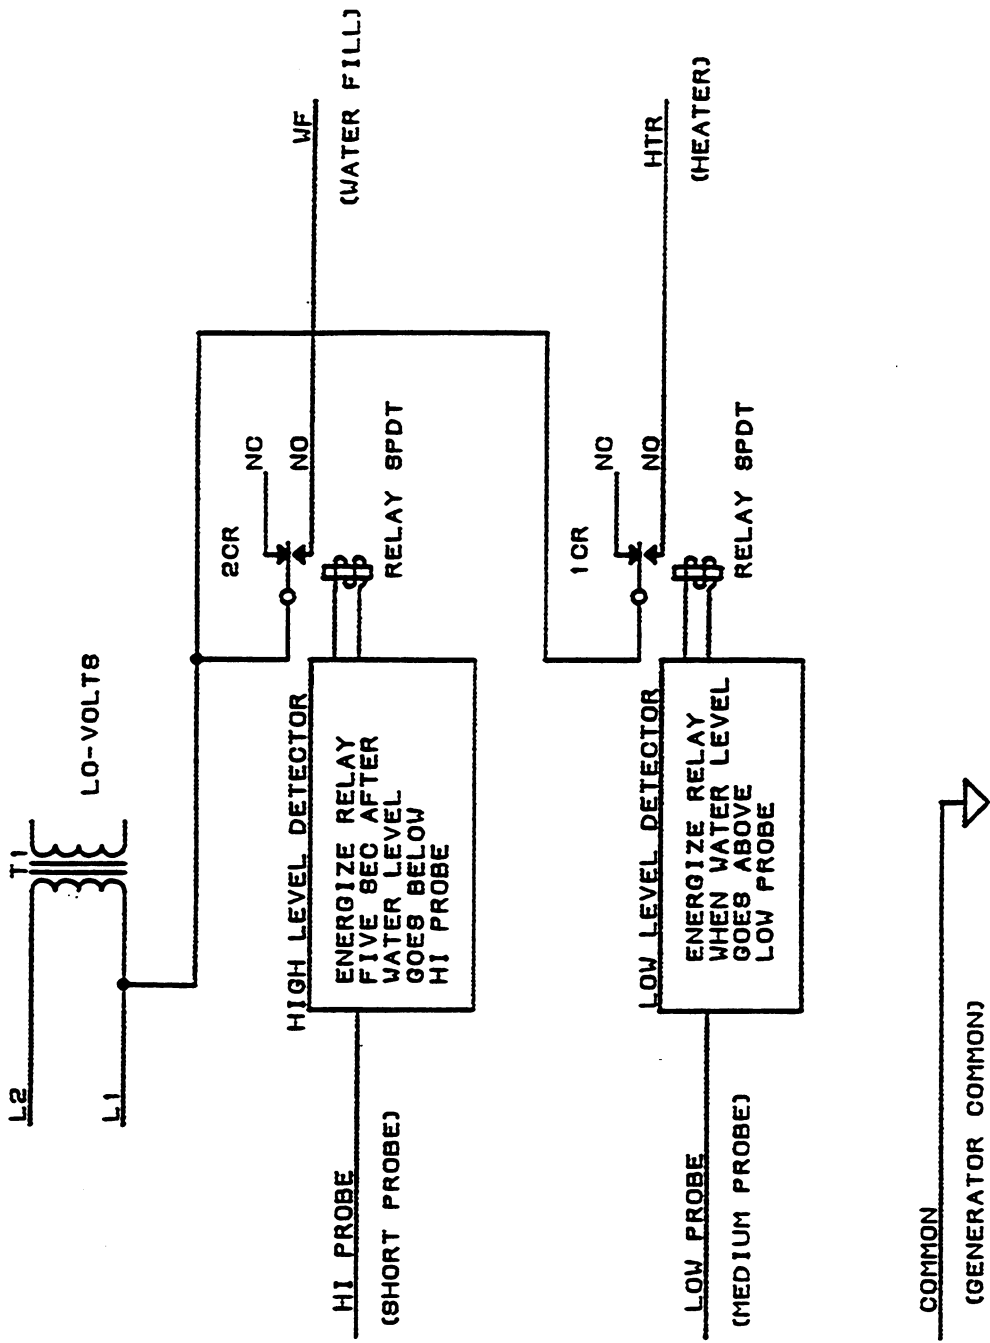 L2
L1
T1
LO-VOLTS
HI PROBE
(SHORT PROBE)
HIGH LEVEL DETECTOR
ENERGIZE RELAY
FIVE SEC AFTER
WATER LEVEL
GOES BELOW
HI PROBE
2CR
NC
NO
RELAY SPDT
WF
(WATER FILL)
LOW PROBE
(MEDIUM PROBE)
LOW LEVEL DETECTOR
ENERGIZE RELAY
WHEN WATER LEVEL
GOES ABOVE
LOW PROBE
1CR
NC
NO
RELAY SPDT
HTR
(HEATER)
COMMON
(GENERATOR COMMON)